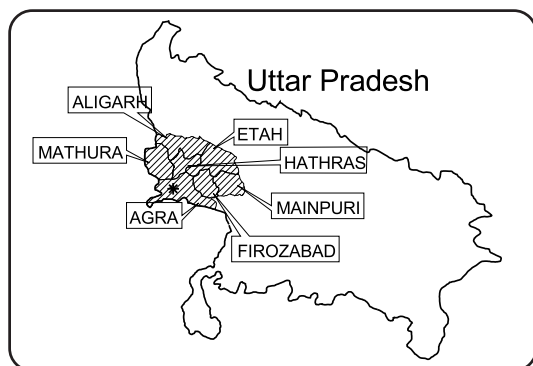 Uttar Pradesh
ALIGARH
ETAH
MATHURA
HATHRAS
MAINPURI
AGRA
FIROZABAD